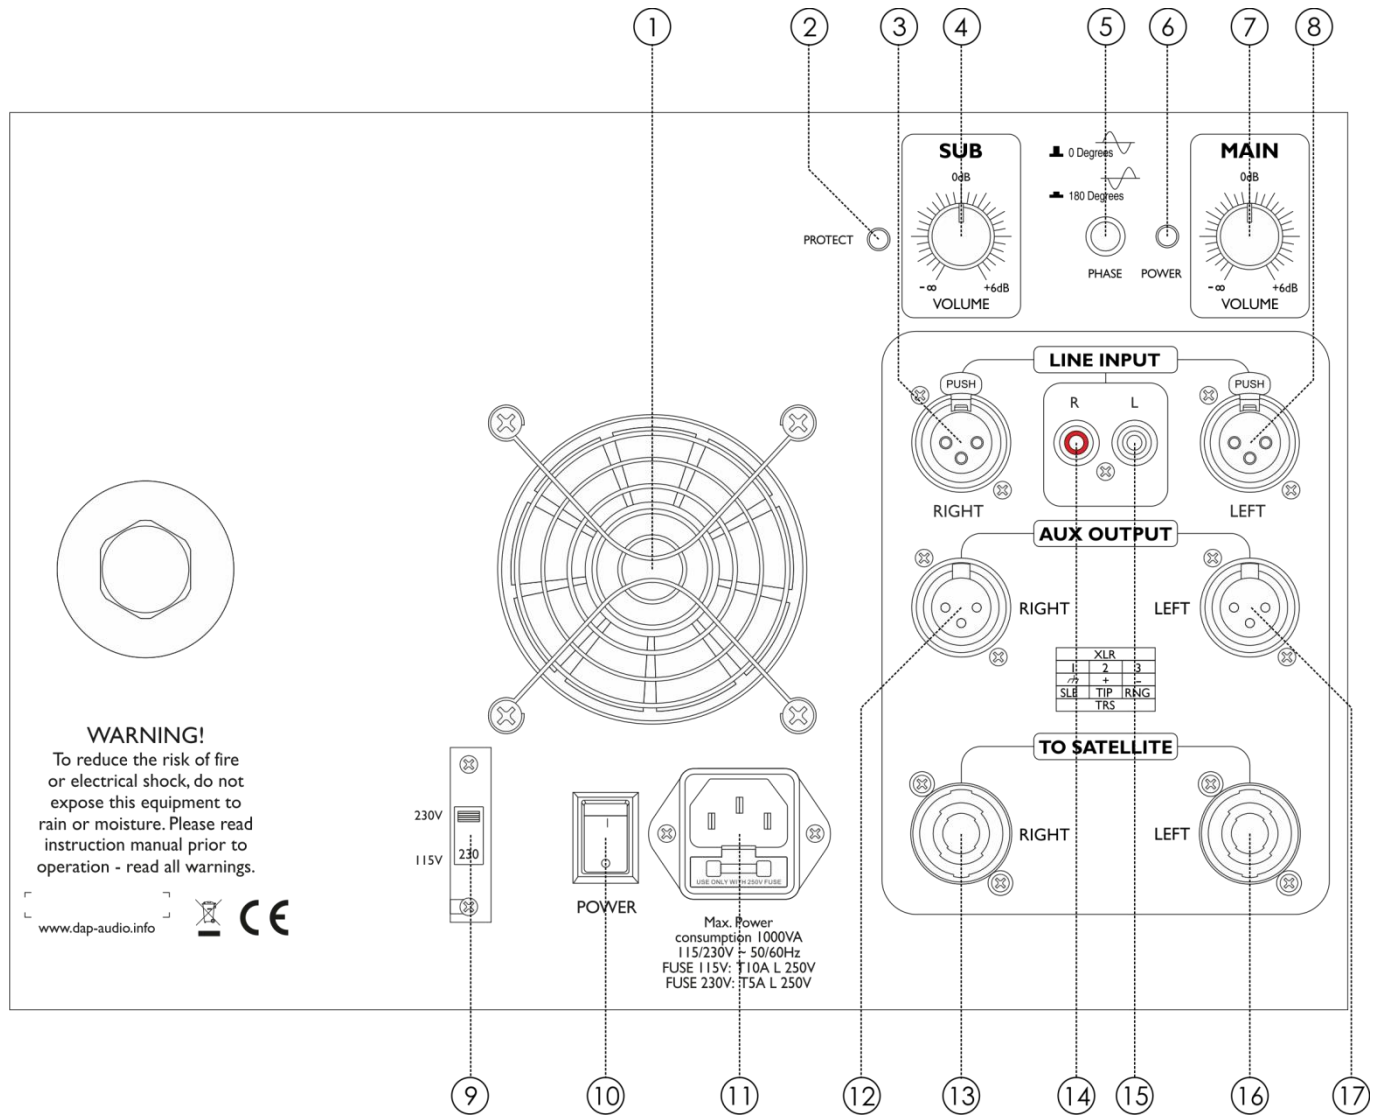 1
2
3
4
5
6
7
8
SUB
0dB
-∞
+6dB
VOLUME
0 Degrees
180 Degrees
MAIN
0dB
-∞
+6dB
VOLUME
PROTECT
PHASE
POWER
LINE INPUT
PUSH
R
L
PUSH
RIGHT
LEFT
AUX OUTPUT
RIGHT
LEFT
XLR
1 2 3
+ -
SLE TIP RNG
TRS
TO SATELLITE
RIGHT
LEFT
WARNING!
To reduce the risk of fire
or electrical shock, do not
expose this equipment to
rain or moisture. Please read
instruction manual prior to
operation - read all warnings.
www.dap-audio.info
CE
230V
115V
230
I
O
POWER
USE ONLY WITH 250V FUSE
Max. Power
consumption 1000VA
115/230V ~ 50/60Hz
FUSE 115V: T10A L 250V
FUSE 230V: T5A L 250V
9
10
11
12
13
14
15
16
17